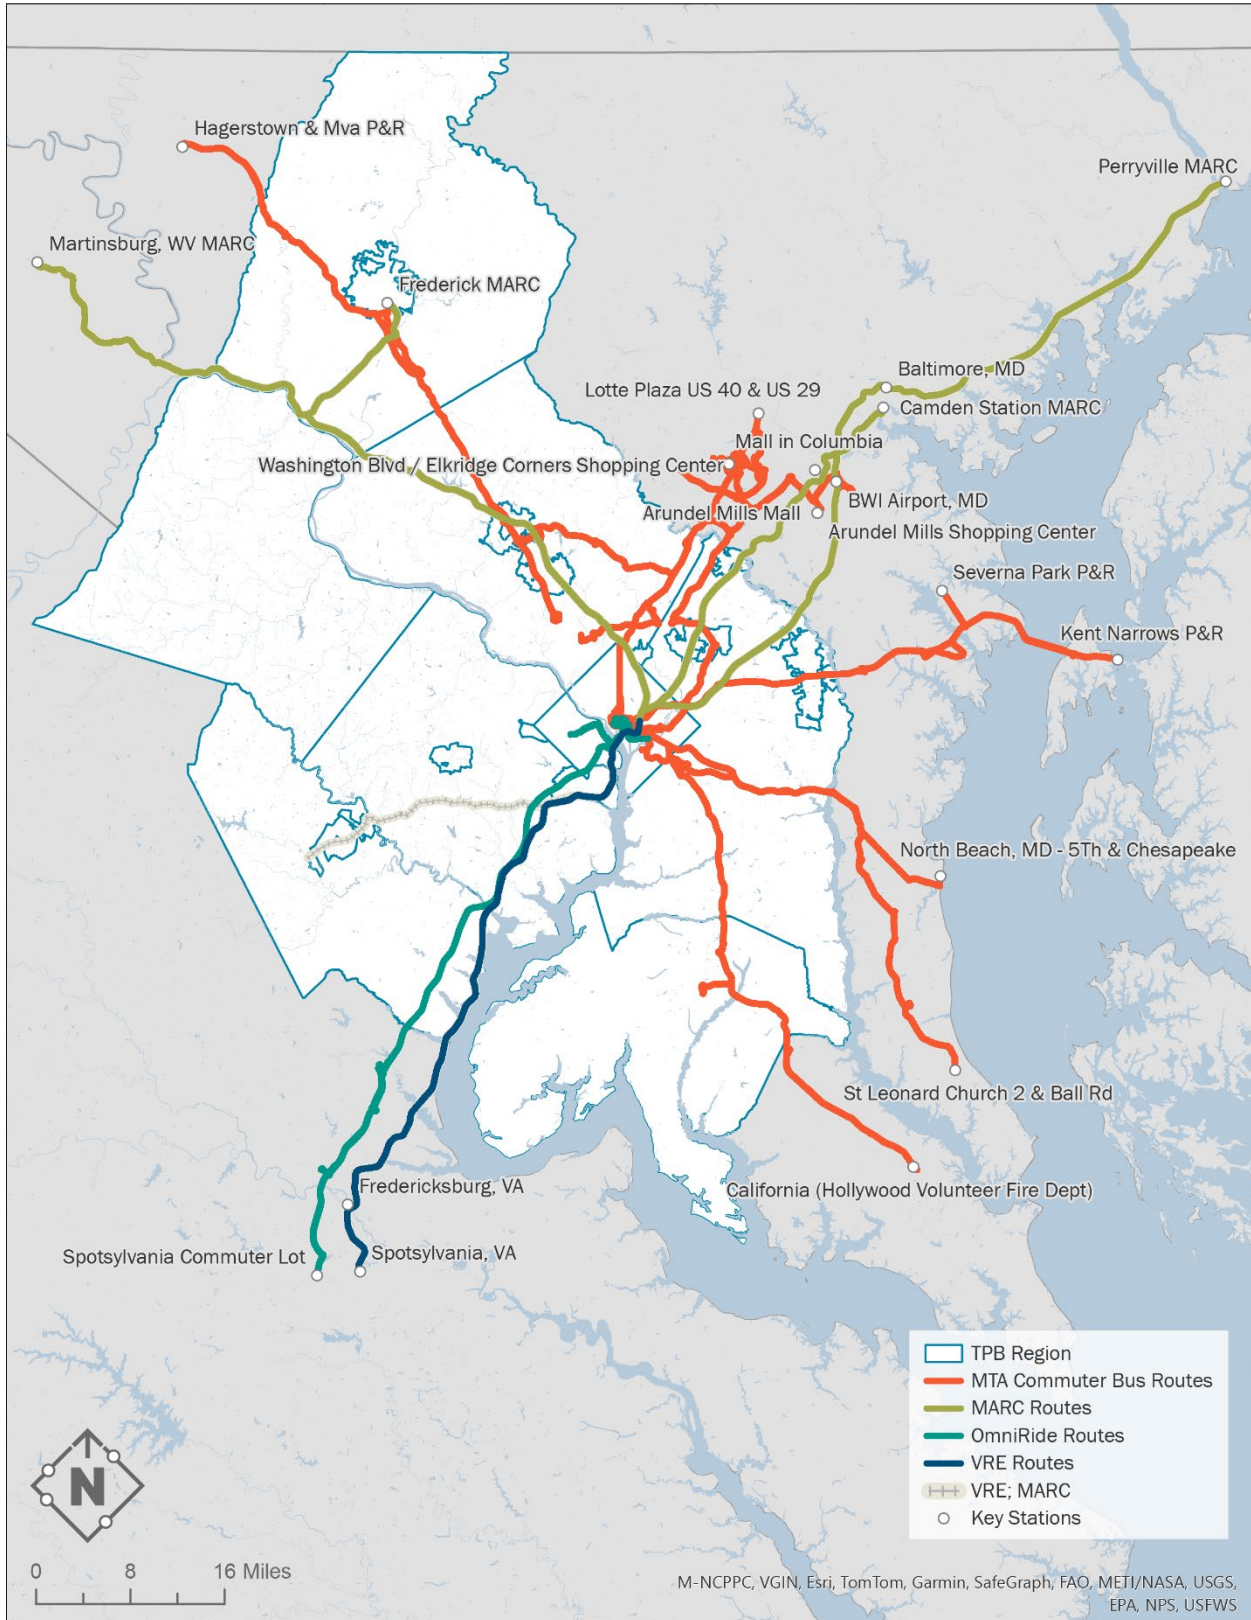 Hagerstown & Mva P&R
Perryville MARC
Martinsburg, WV MARC
Frederick MARC
Baltimore, MD
Lotte Plaza US 40 & US 29
Camden Station MARC
Mall in Columbia
Washington Blvd / Elkridge Corners Shopping Center
BWI Airport, MD
Arundel Mills Mall
Arundel Mills Shopping Center
Severna Park P&R
Kent Narrows P&R
North Beach, MD - 5Th & Chesapeake
St Leonard Church 2 & Ball Rd
Fredericksburg, VA
California (Hollywood Volunteer Fire Dept)
Spotsylvania Commuter Lot
Spotsylvania, VA
TPB Region
MTA Commuter Bus Routes
MARC Routes
OmniRide Routes
VRE Routes
VRE; MARC
Key Stations
N
0 8 16 Miles
M-NCPPC, VGIN, Esri, TomTom, Garmin, SafeGraph, FAO, METI/NASA, USGS,
EPA, NPS, USFWS